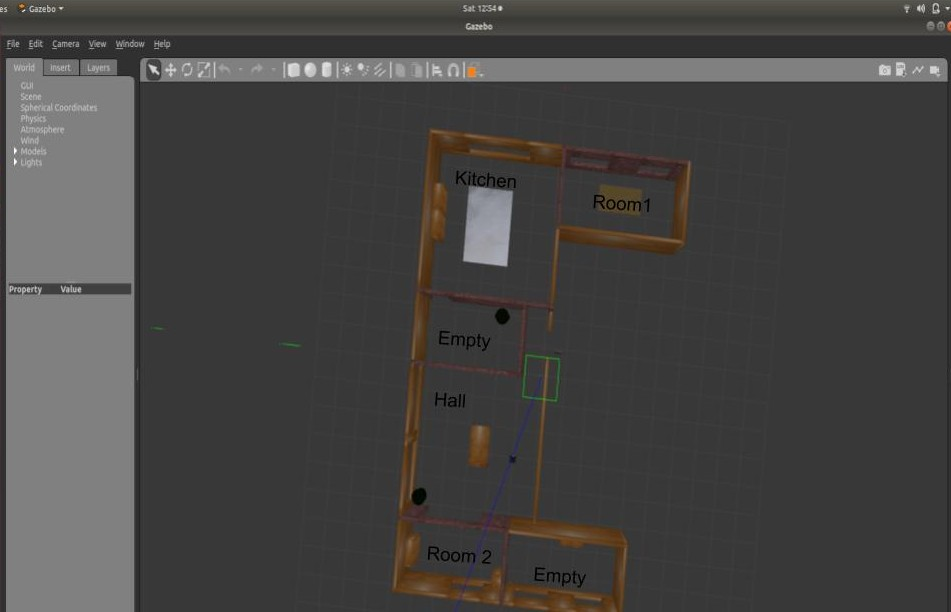 es Gazebo Sat 12:54
Gazebo
File Edit Camera View Window Help
World Insert Layers
GUI
Scene
Spherical Coordinates
Physics
Atmosphere
Wind
Models
Lights
Property Value
Kitchen
Room1
Empty
Hall
Room 2
Empty